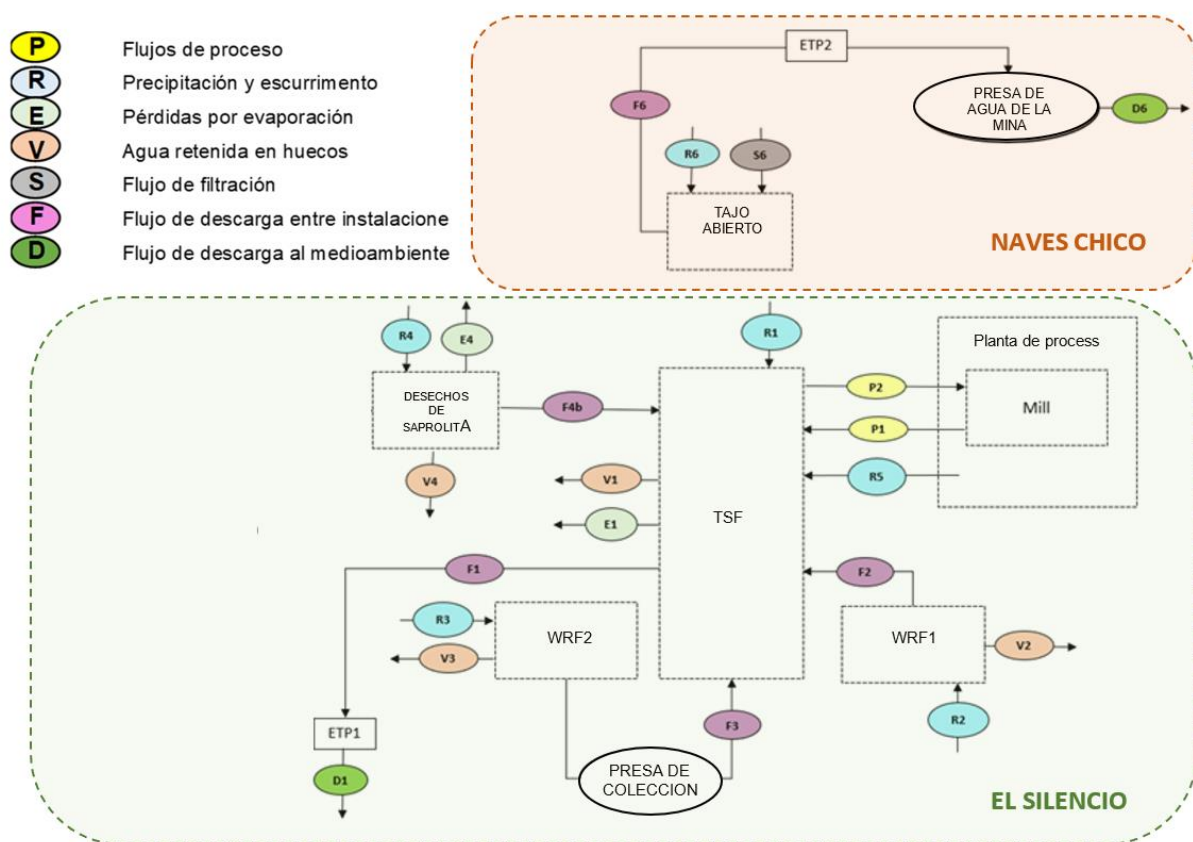 P Flujos de proceso
R Precipitación y escurrimento
E Pérdidas por evaporación
V Agua retenida en huecos
S Flujo de filtración
F Flujo de descarga entre instalacione
D Flujo de descarga al medioambiente
ETP2
F6
PRESA DE
AGUA DE LA
MINA
D6
R6
S6
TAJO
ABIERTO
NAVES CHICO
R4
E4
R1
Planta de process
DESECHOS
DE
SAPROLITA
F4b
P2
Mill
P1
V4
V1
R5
TSF
E1
F1
F2
R3
WRF2
WRF1
V3
V2
ETP1
F3
R2
D1
PRESA DE
COLECCION
EL SILENCIO